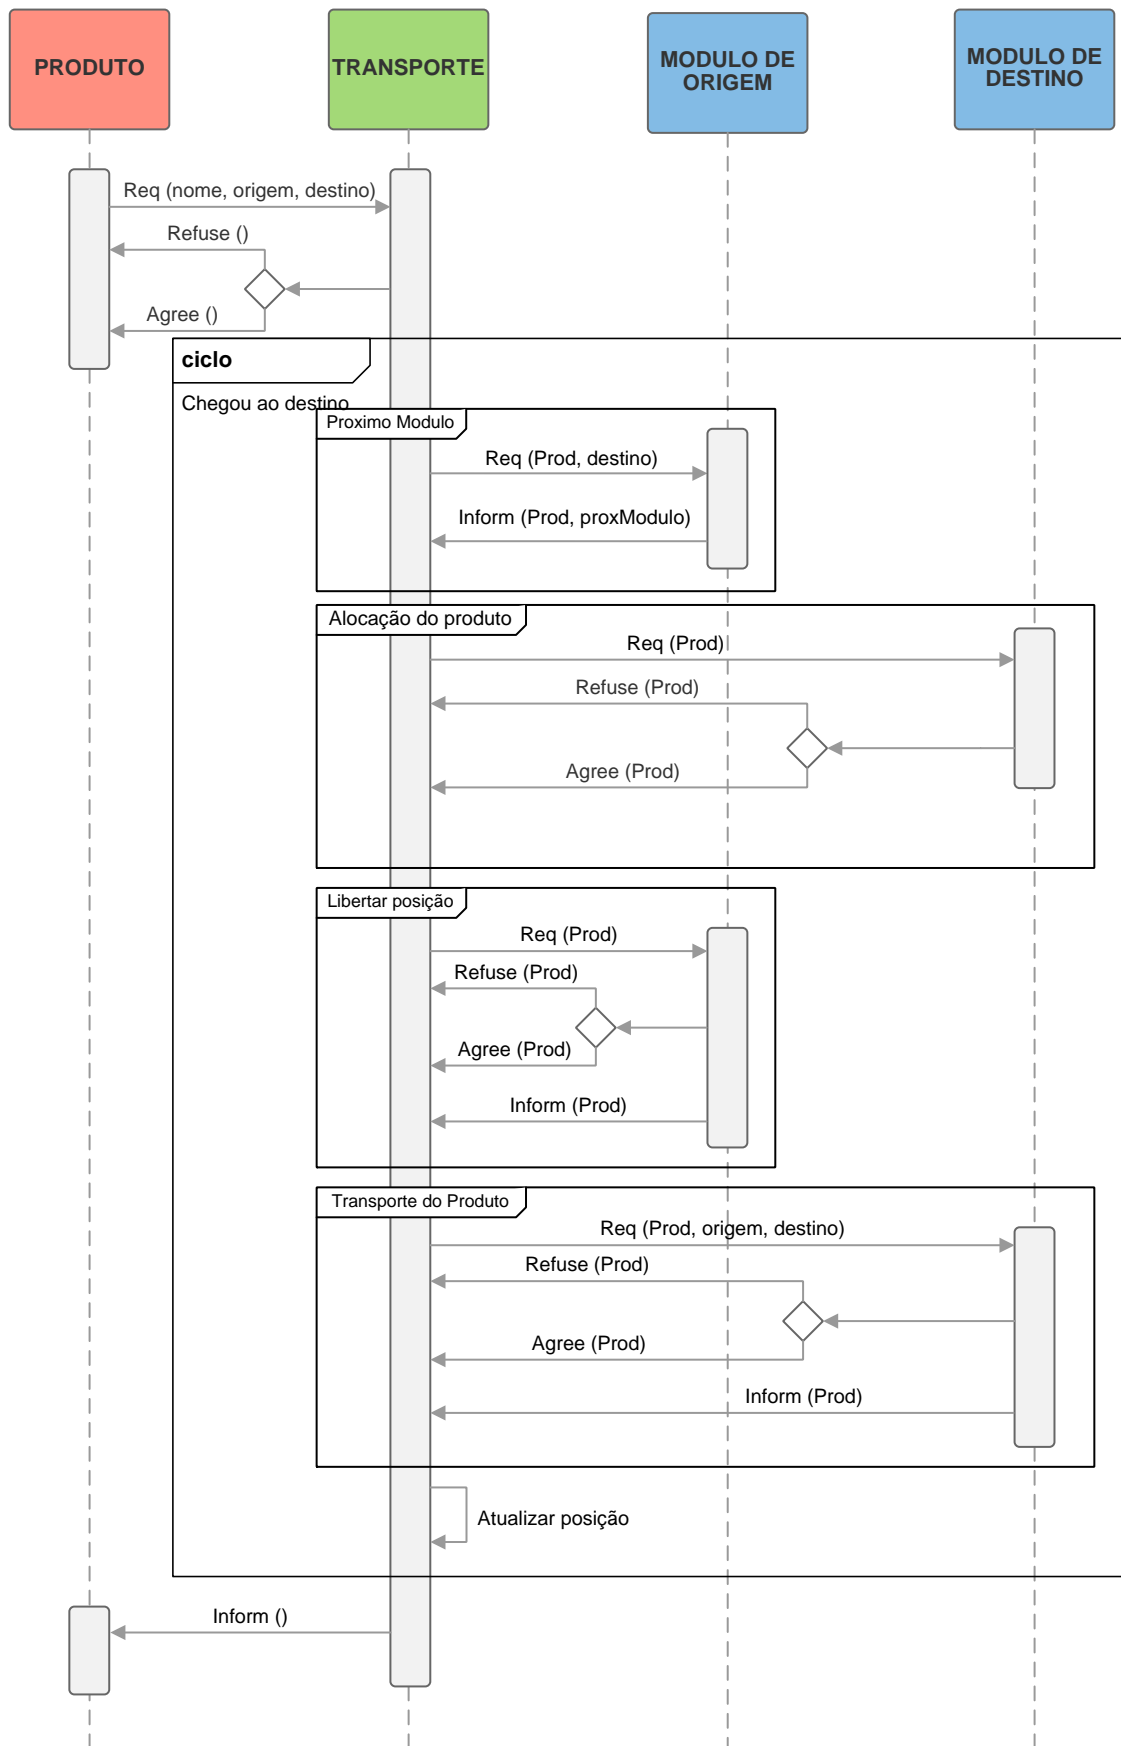 PRODUTO
TRANSPORTE
MODULO DE
ORIGEM
MODULO DE
DESTINO
Req (nome, origem, destino)
Refuse ()
Agree ()
ciclo
Chegou ao destino
Proximo Modulo
Req (Prod, destino)
Inform (Prod, proxModulo)
Alocação do produto
Req (Prod)
Refuse (Prod)
Agree (Prod)
Libertar posição
Req (Prod)
Refuse (Prod)
Agree (Prod)
Inform (Prod)
Transporte do Produto
Req (Prod, origem, destino)
Refuse (Prod)
Agree (Prod)
Inform (Prod)
Atualizar posição
Inform ()